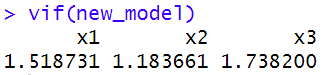 > vif(new_model)
x1 x2 x3
1.518731 1.183661 1.738200